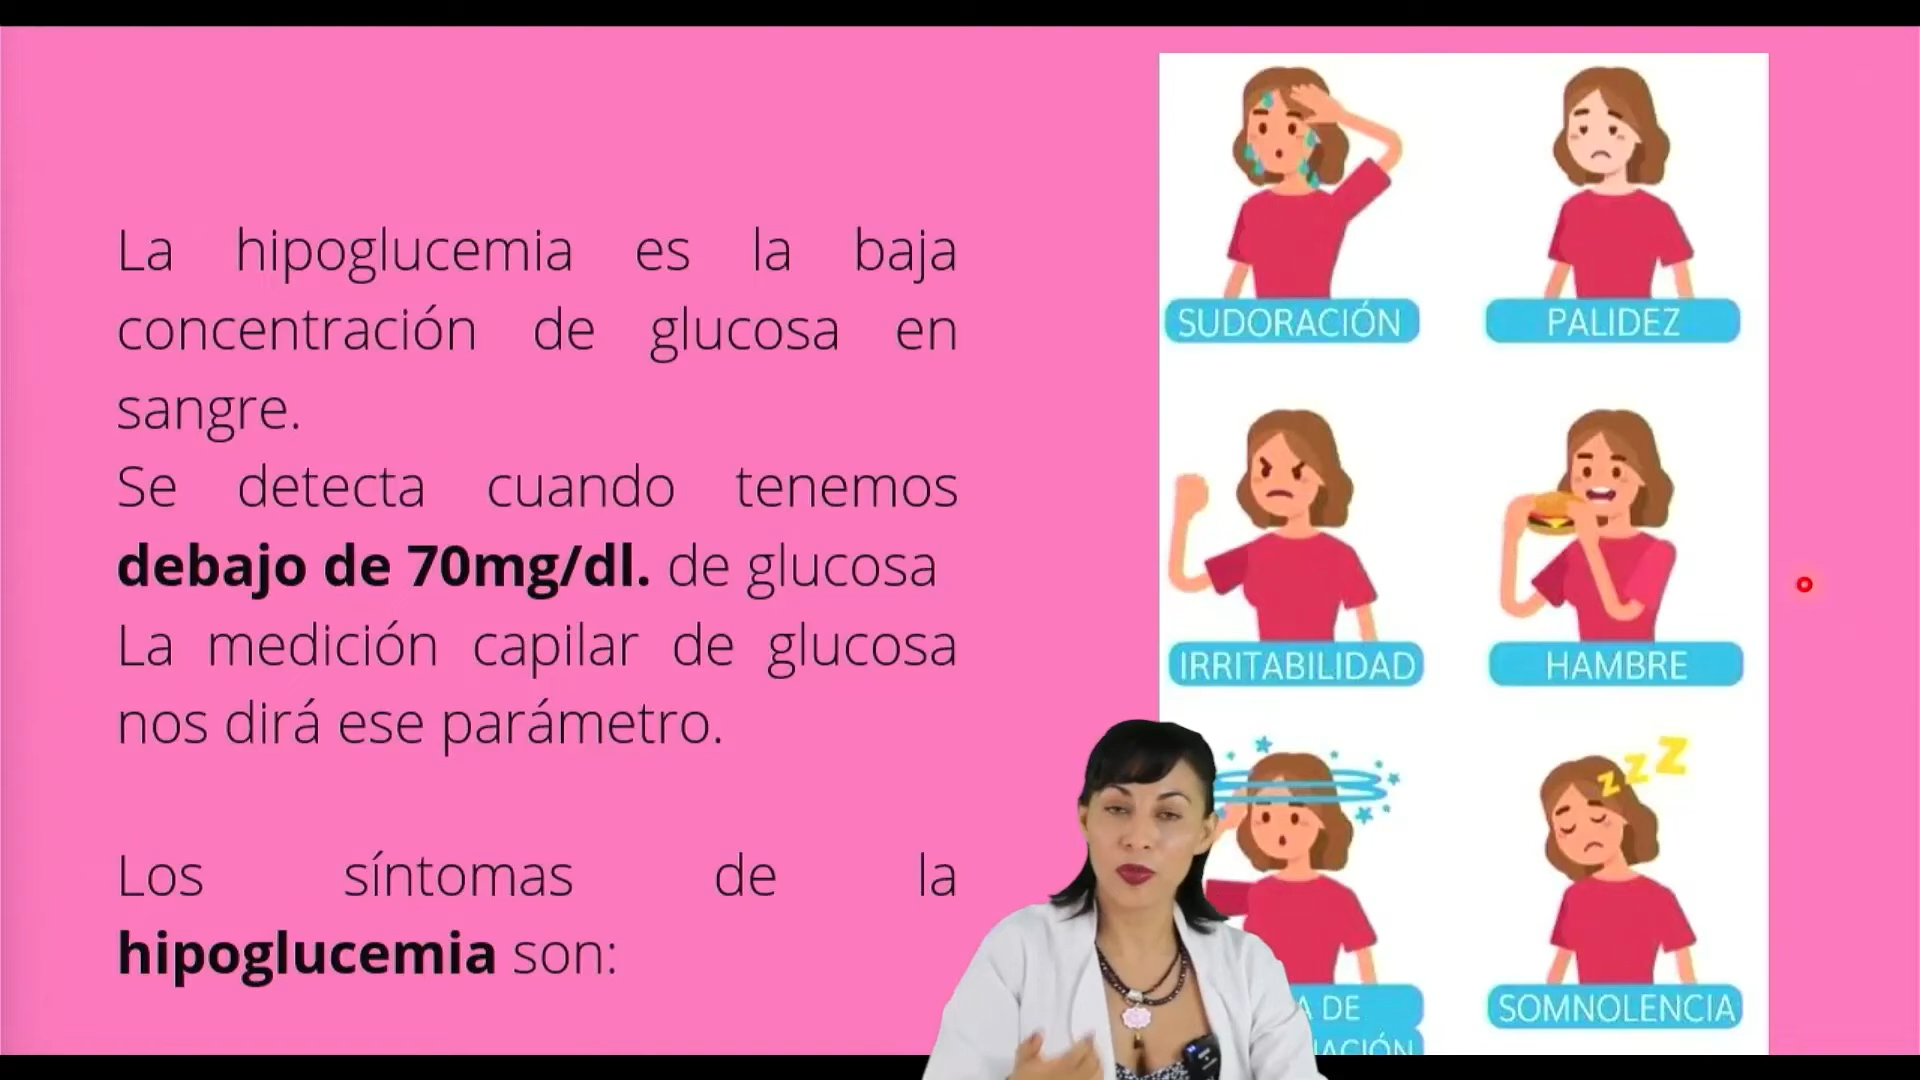 La hipoglucemia es la baja
concentración de glucosa en
sangre.
Se detecta cuando tenemos
debajo de 70mg/dl. de glucosa
La medición capilar de glucosa
nos dirá ese parámetro.
Los síntomas de la
hipoglucemia son:
SUDORACIÓN
PALIDEZ
IRRITABILIDAD
HAMBRE
zzZ
DE
SOMNOLENCIA